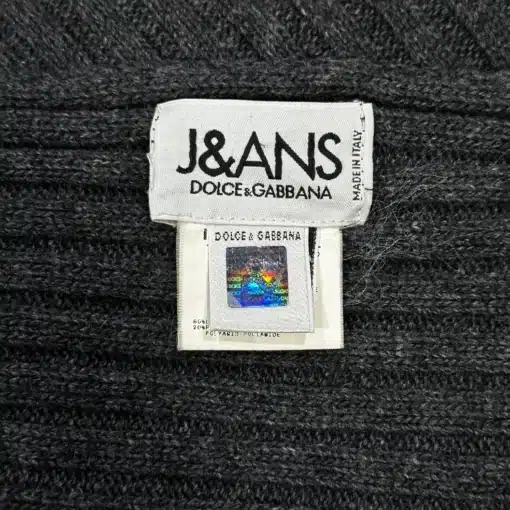 J&ANS
DOLCE&GABBANA
MADE IN ITALY
DOLCE & GABBANA